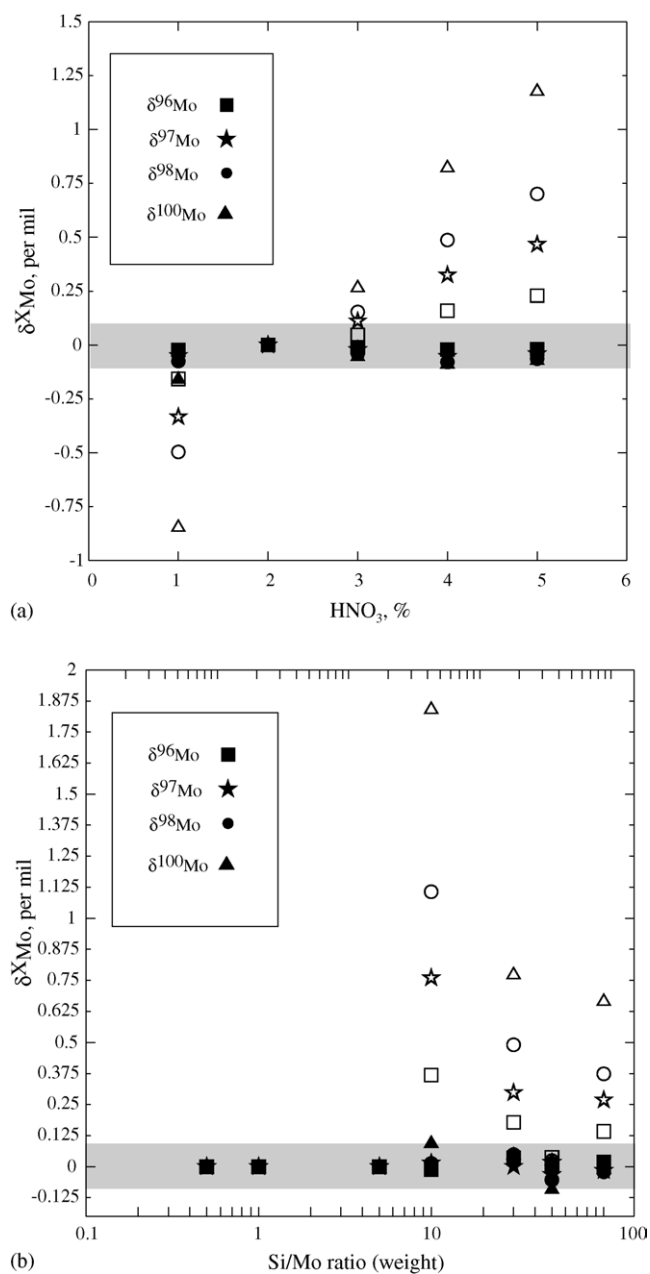 1.5
1.25
1
0.75
0.5
0.25
0
-0.25
-0.5
-0.75
-1
δXMo, per mil
δ96Mo
δ97Mo
δ98Mo
δ100Mo
0 1 2 3 4 5 6
(a)
HNO3, %
2
1.875
1.75
1.625
1.5
1.375
1.25
1.125
1
0.875
0.75
0.625
0.5
0.375
0.25
0.125
0
-0.125
δXMo, per mil
δ96Mo
δ97Mo
δ98Mo
δ100Mo
0.1 1 10 100
(b)
Si/Mo ratio (weight)